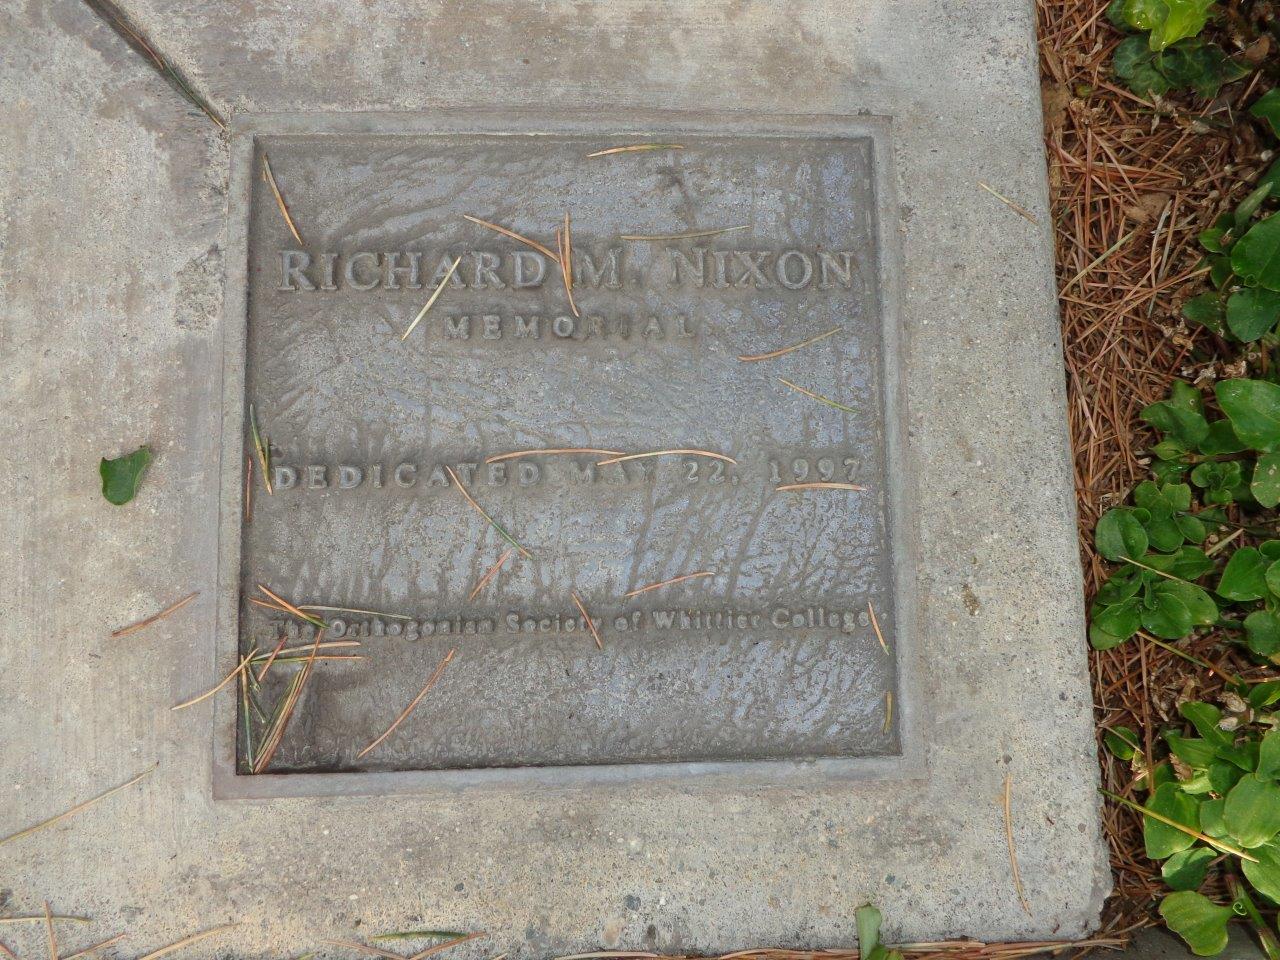 RICHARD M. NIXON
MEMORIAL
DEDICATED MAY 22, 1997
The Orthogonian Society of Whittier College